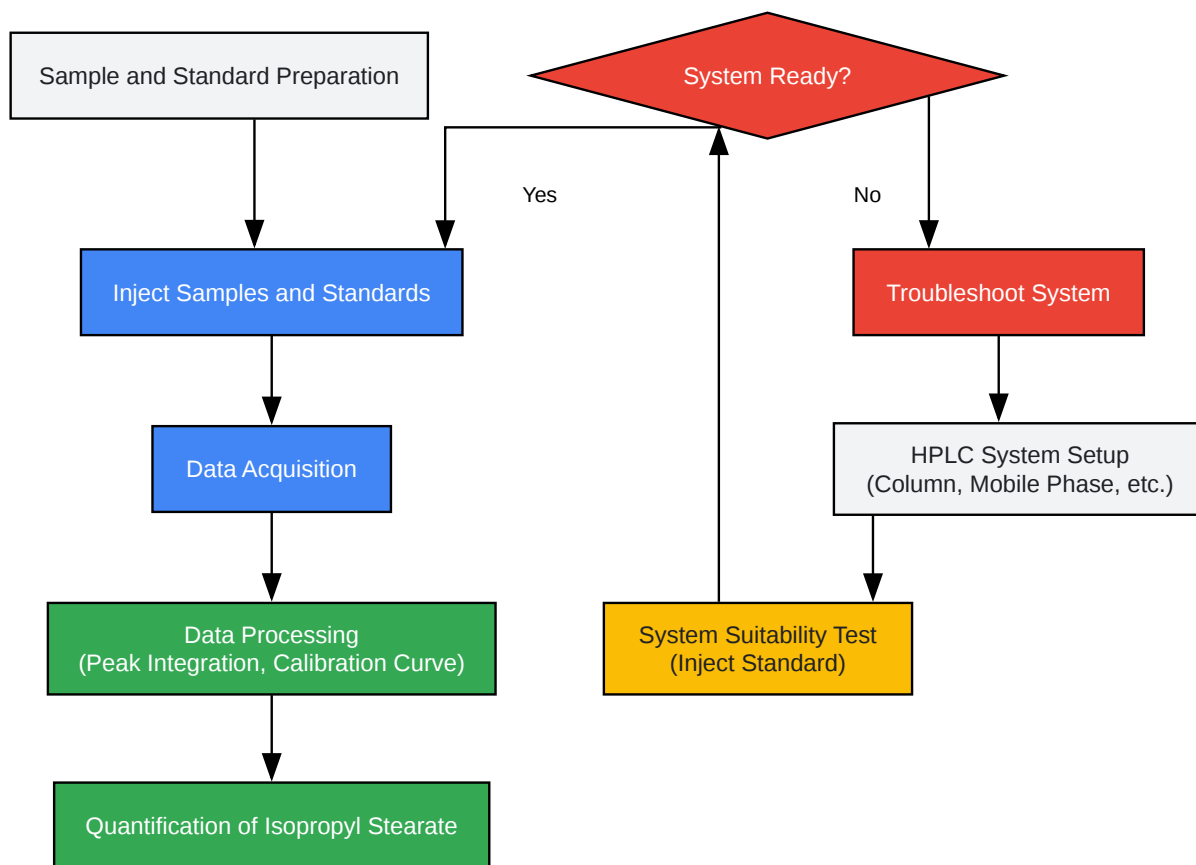 Sample and Standard Preparation
System Ready?
Yes
No
Inject Samples and Standards
Troubleshoot System
Data Acquisition
HPLC System Setup
(Column, Mobile Phase, etc.)
Data Processing
(Peak Integration, Calibration Curve)
System Suitability Test
(Inject Standard)
Quantification of Isopropyl Stearate